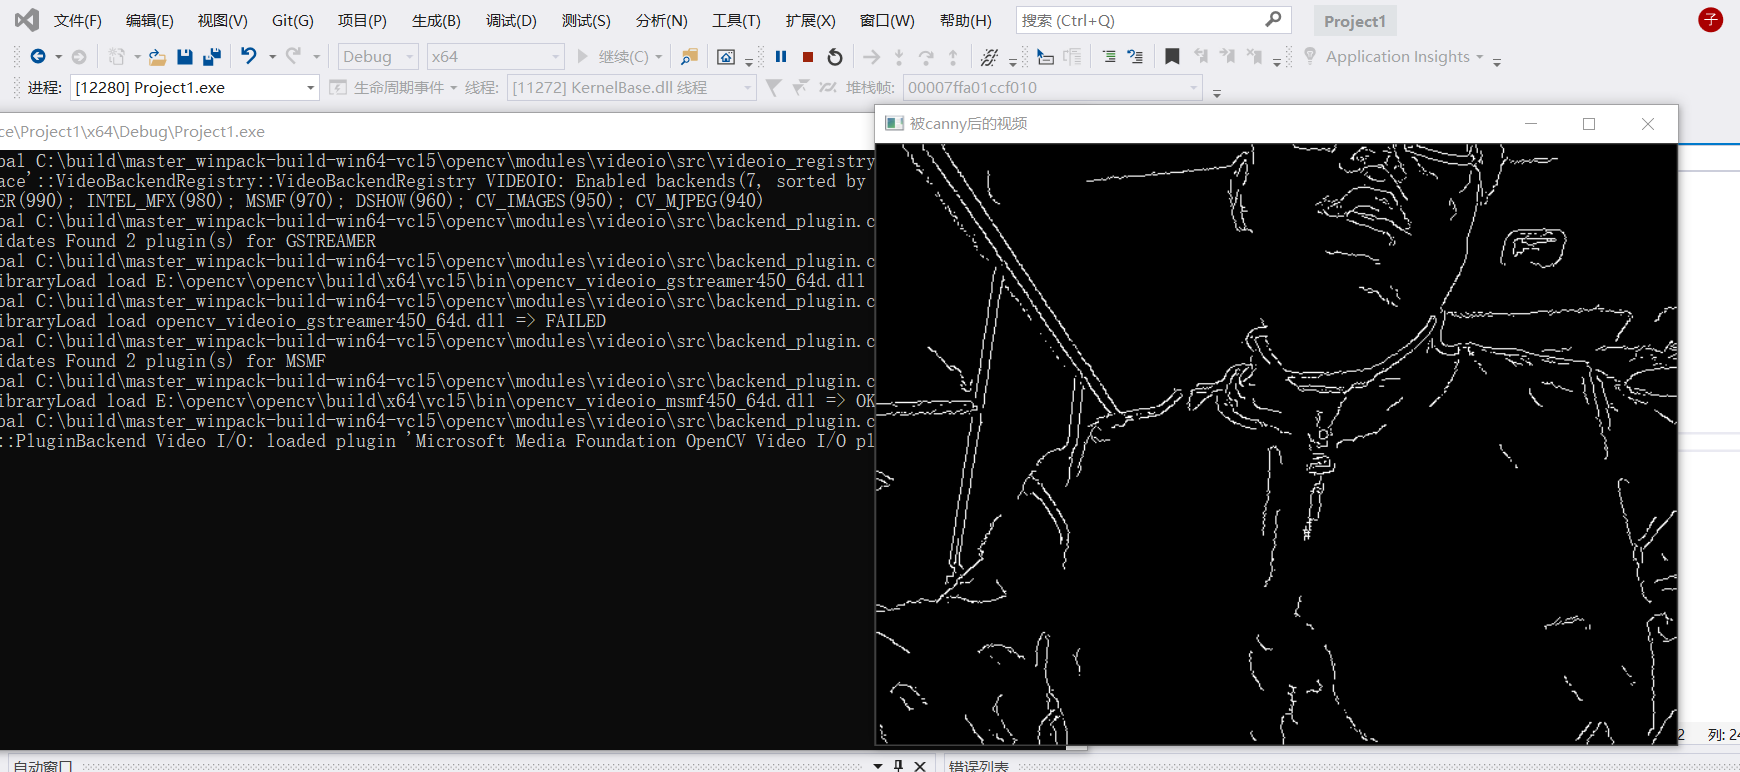 文件(F) 编辑(E) 视图(V) Git(G) 项目(P) 生成(B) 调试(D) 测试(S) 分析(N) 工具(T) 扩展(X) 窗口(W) 帮助(H) 搜索 (Ctrl+Q) Project1 子
Debug x64 继续(C) Application Insights
进程: [12280] Project1.exe 生命周期事件 线程: [11272] KernelBase.dll 线程 堆栈帧: 00007ffa01ccf010
ce\Project1\x64\Debug\Project1.exe
被canny后的视频
bal C:\build\master_winpack-build-win64-vc15\opencv\modules\videoio\src\videoio_registry
ace'::VideoBackendRegistry::VideoBackendRegistry VIDEOIO: Enabled backends(7, sorted by
ER(990); INTEL_MFX(980); MSMF(970); DSHOW(960); CV_IMAGES(950); CV_MJPEG(940)
bal C:\build\master_winpack-build-win64-vc15\opencv\modules\videoio\src\backend_plugin.c
idates Found 2 plugin(s) for GSTREAMER
bal C:\build\master_winpack-build-win64-vc15\opencv\modules\videoio\src\backend_plugin.c
ibraryLoad load E:\opencv\opencv\build\x64\vc15\bin\opencv_videoio_gstreamer450_64d.dll
bal C:\build\master_winpack-build-win64-vc15\opencv\modules\videoio\src\backend_plugin.c
ibraryLoad load opencv_videoio_gstreamer450_64d.dll => FAILED
bal C:\build\master_winpack-build-win64-vc15\opencv\modules\videoio\src\backend_plugin.c
idates Found 2 plugin(s) for MSMF
bal C:\build\master_winpack-build-win64-vc15\opencv\modules\videoio\src\backend_plugin.c
ibraryLoad load E:\opencv\opencv\build\x64\vc15\bin\opencv_videoio_msmf450_64d.dll => OK
bal C:\build\master_winpack-build-win64-vc15\opencv\modules\videoio\src\backend_plugin.c
::PluginBackend Video I/O: loaded plugin 'Microsoft Media Foundation OpenCV Video I/O pl
2 列: 24
自动窗口 错误列表